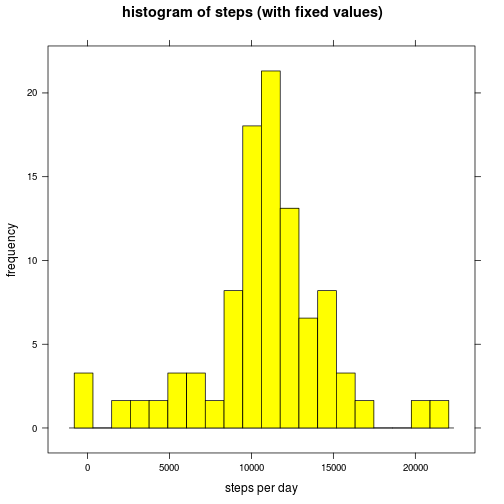 histogram of steps (with fixed values)
20
15
10
5
0
frequency
0 5000 10000 15000 20000
steps per day